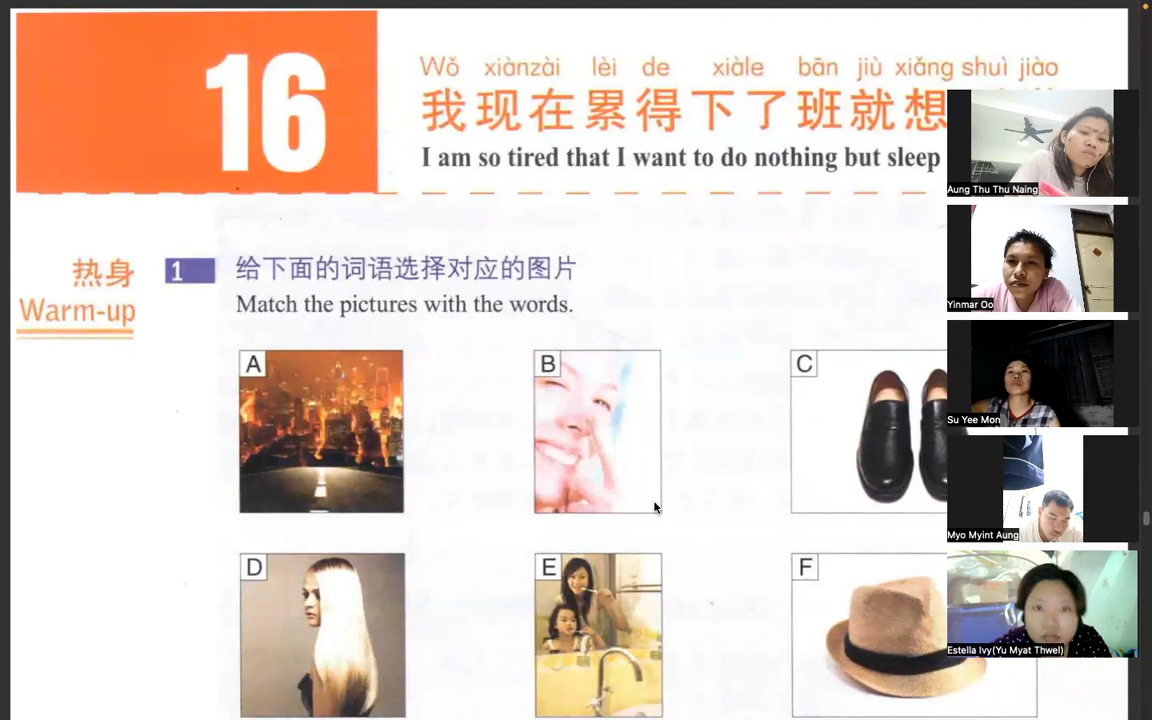 16
Wǒ xiànzài lèi de xiàle bān jiù xiǎng shuì jiào
我现在累得下了班就想
I am so tired that I want to do nothing but sleep
热身
Warm-up
1
给下面的词语选择对应的图片
Match the pictures with the words.
A
B
C
D
E
F
Aung Thu Thu Naing
Yinmar Oo
Su Yee Mon
Myo Myint Aung
Estella Ivy(Yu Myat Thwel)